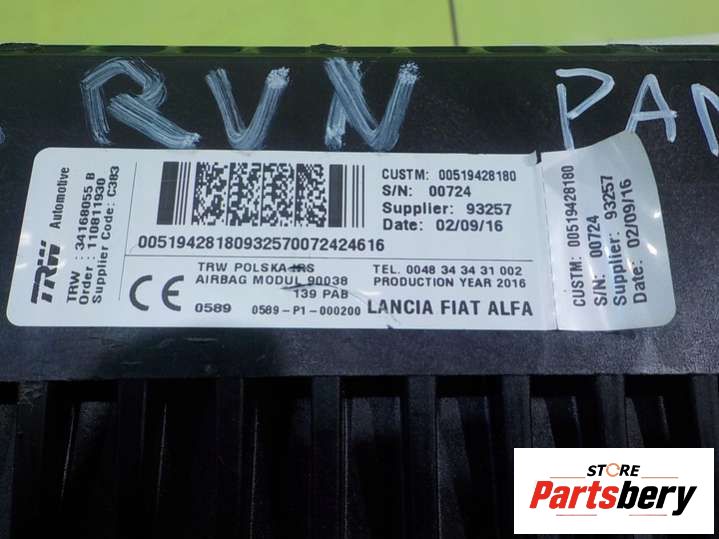 RVN PAN
TRW Automotive
TRW : 34168055 B
Order : 110811930
Supplier Code: C383
CUSTM: 00519428180
S/N: 00724
Supplier: 93257
Date: 02/09/16
00519428180932570072424616
TRW POLSKA IRS
AIRBAG MODUL 90038
139 PAB
TEL. 0048 34 34 31 002
PRODUCTION YEAR 2016
CE 0589 0589-P1-000200 LANCIA FIAT ALFA
CUSTM: 00519428180
S/N: 00724
Supplier: 93257
Date: 02/09/16
STORE
Partsbery